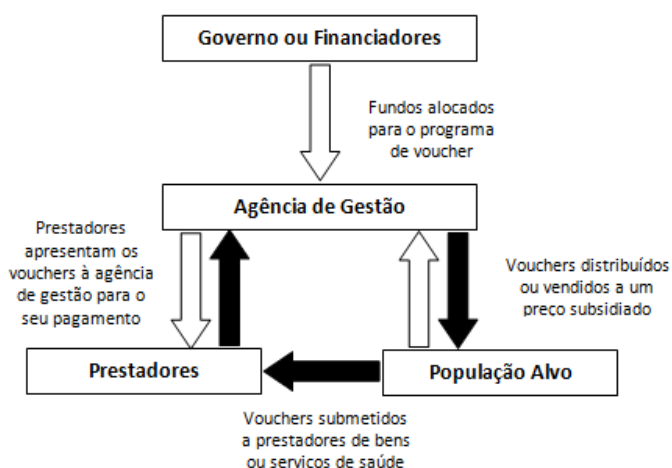 Governo ou Financiadores
Fundos alocados
para o programa
de voucher
Agência de Gestão
Prestadores
apresentam os
vouchers à agência
de gestão para o
seu pagamento
Vouchers distribuídos
ou vendidos a um
preço subsidiado
Prestadores
População Alvo
Vouchers submetidos
a prestadores de bens
ou serviços de saúde